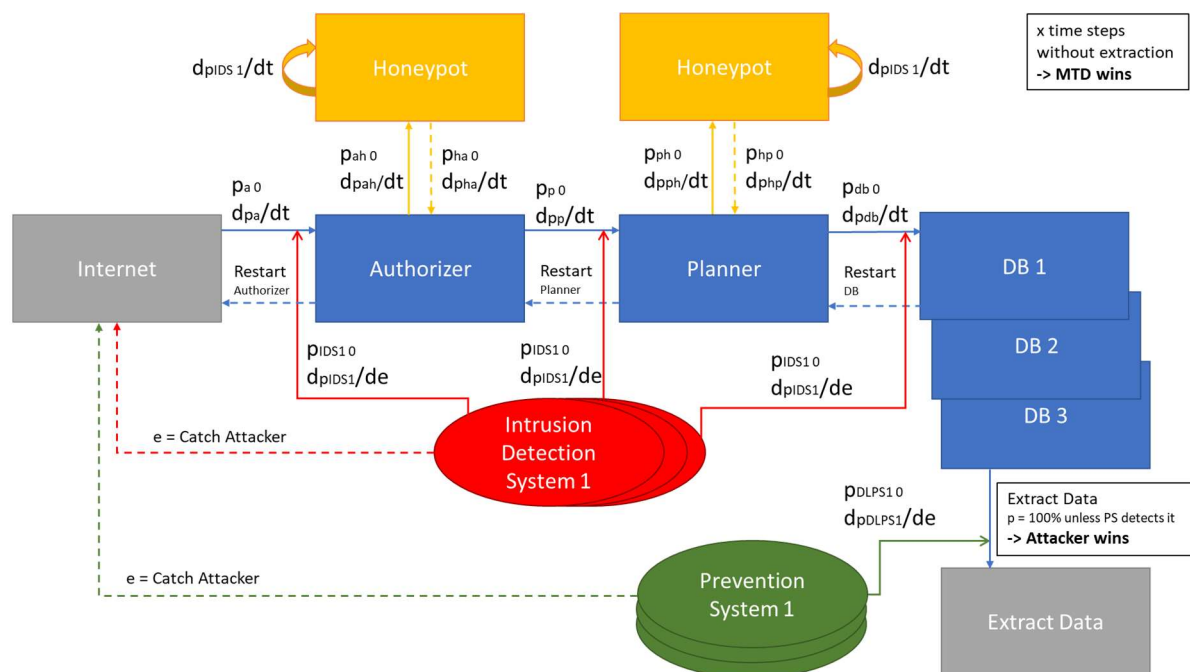 Honeypot
Honeypot
x time steps
without extraction
-> MTD wins
dpIDS 1/dt
dpIDS 1/dt
pah 0
dpah/dt
pha 0
dpha/dt
pph 0
dpph/dt
php 0
dphp/dt
pa 0
dpa/dt
pp 0
dpp/dt
pdb 0
dpdb/dt
Internet
Authorizer
Planner
DB 1
Restart
Authorizer
Restart
Planner
Restart
DB
DB 2
DB 3
pIDS1 0
dpIDS1/de
pIDS1 0
dpIDS1/de
pIDS1 0
dpIDS1/de
Intrusion
Detection
System 1
e = Catch Attacker
pDLPS1 0
dpDLPS1/de
Extract Data
p = 100% unless PS detects it
-> Attacker wins
e = Catch Attacker
Prevention
System 1
Extract Data